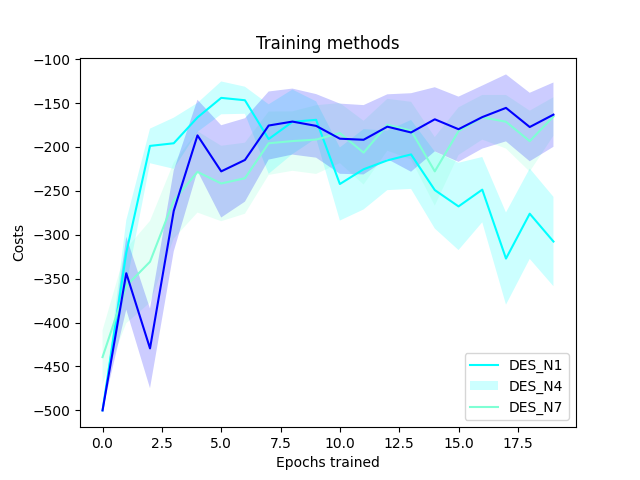 Training methods
−100
−150
−200
−250
−300
−350
−400
−450
−500
Costs
DES_N1
DES_N4
DES_N7
0.0 2.5 5.0 7.5 10.0 12.5 15.0 17.5
Epochs trained